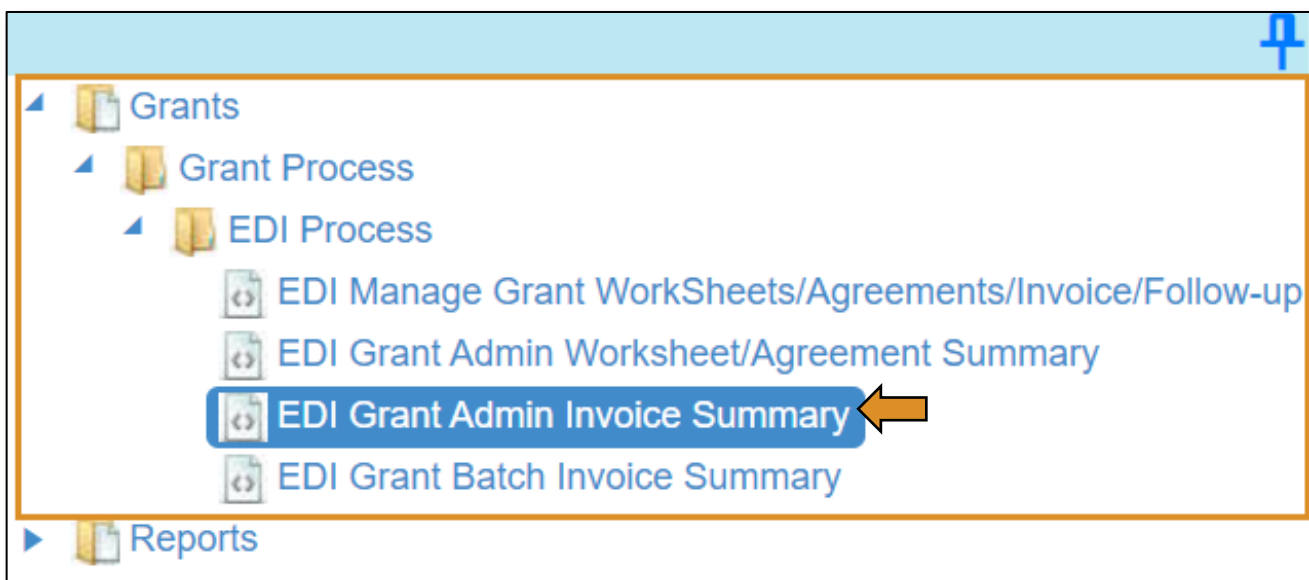 Grants
Grant Process
EDI Process
EDI Manage Grant WorkSheets/Agreements/Invoice/Follow-up
EDI Grant Admin Worksheet/Agreement Summary
EDI Grant Admin Invoice Summary
EDI Grant Batch Invoice Summary
Reports